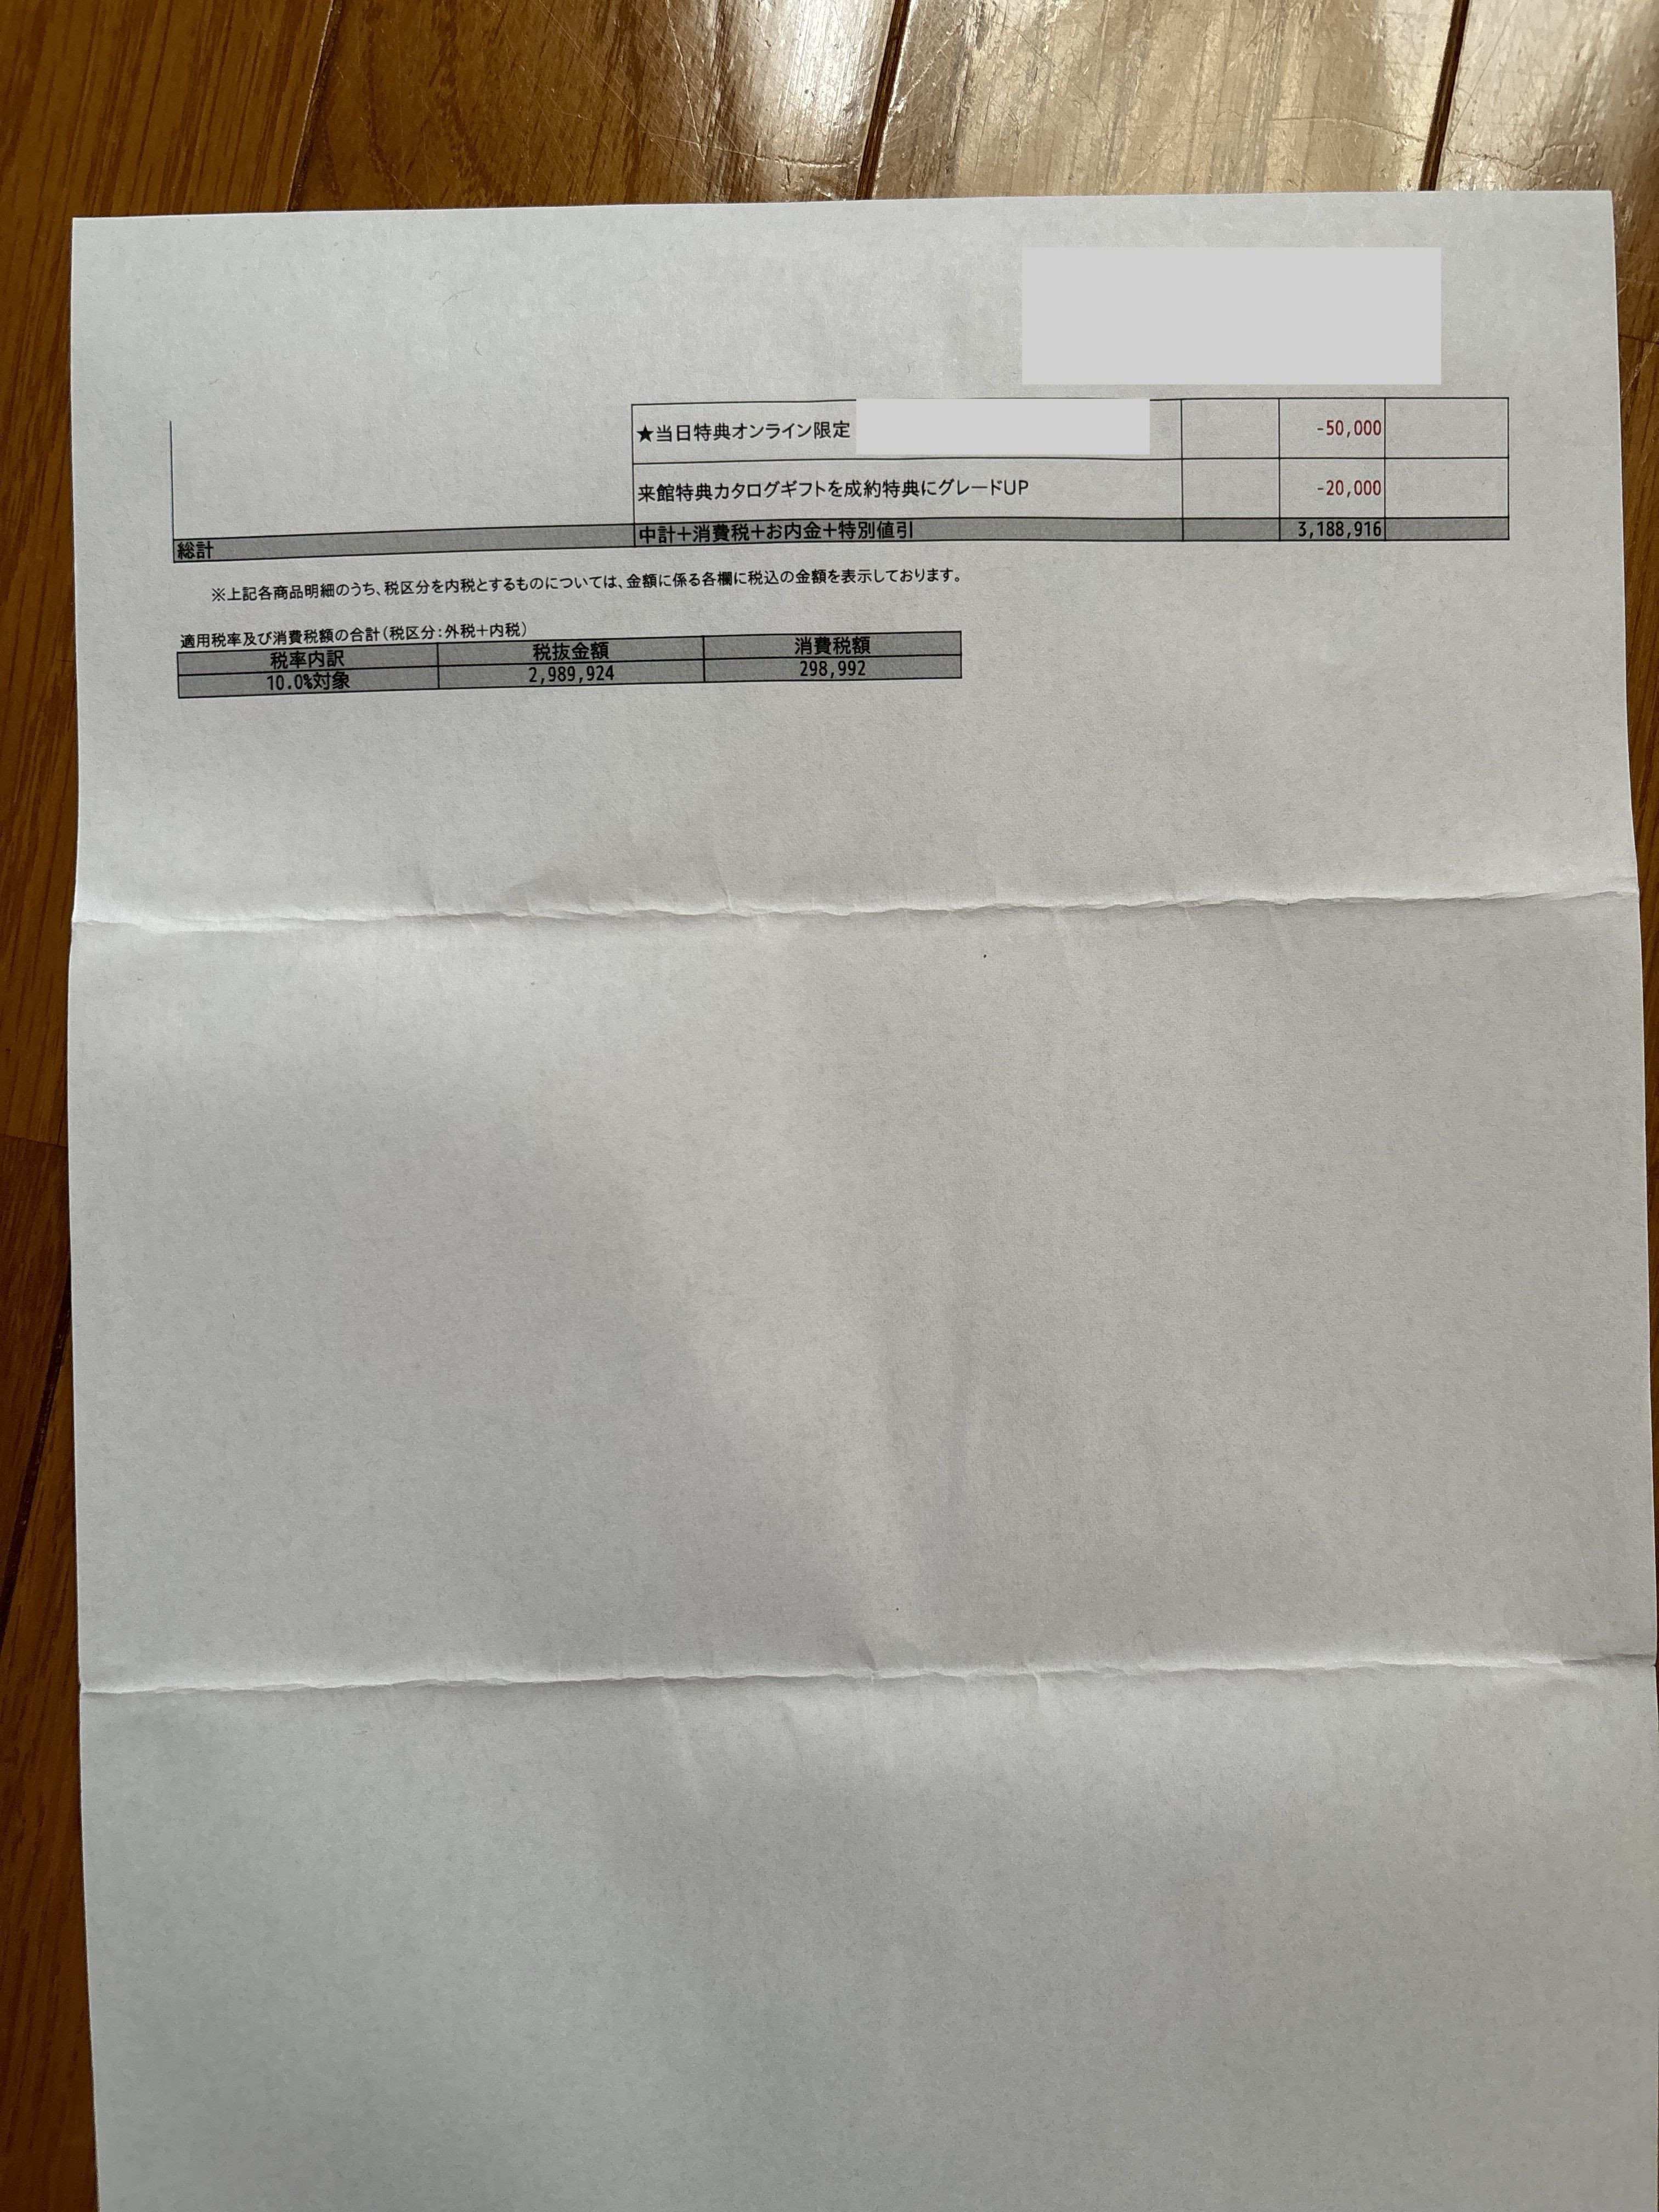 ★当日特典オンライン限定 -50,000
来館特典カタログギフトを成約特典にグレードUP -20,000
総計 中計＋消費税＋お内金＋特別値引 3,188,916
※上記各商品明細のうち、税区分を内税とするものについては、金額に係る各欄に税込の金額を表示しております。
適用税率及び消費税額の合計（税区分：外税＋内税）
税率内訳 税抜金額 消費税額
10.0%対象 2,989,924 298,992